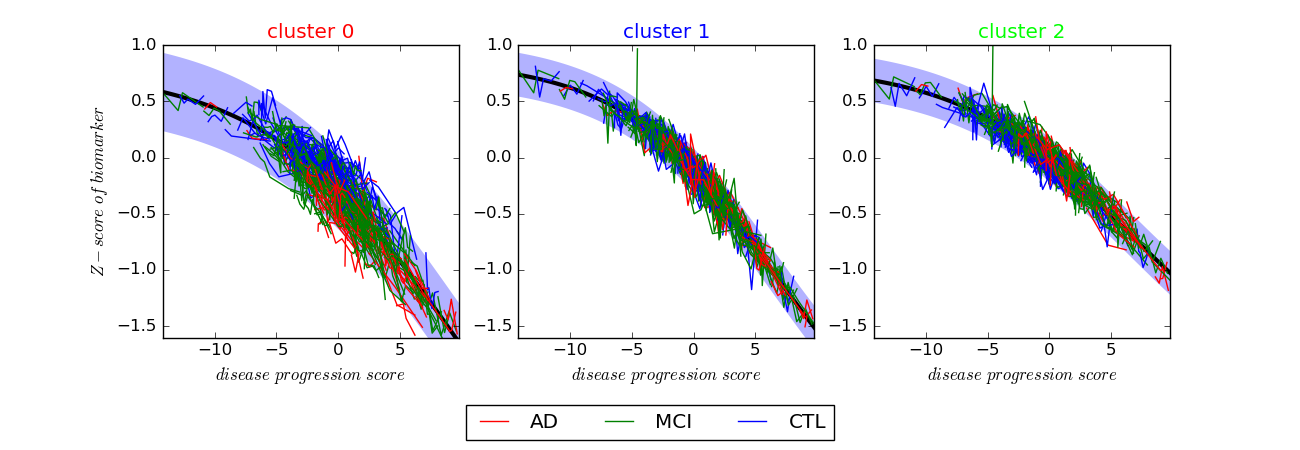 cluster 0 cluster 1 cluster 2
1.0 1.0 1.0
0.5 0.5 0.5
0.0 0.0 0.0
−0.5 −0.5 −0.5
−1.0 −1.0 −1.0
−1.5 −1.5 −1.5
Z − score of biomarker
−10 −5 0 5 −10 −5 0 5 −10 −5 0 5
disease progression score disease progression score disease progression score
AD MCI CTL